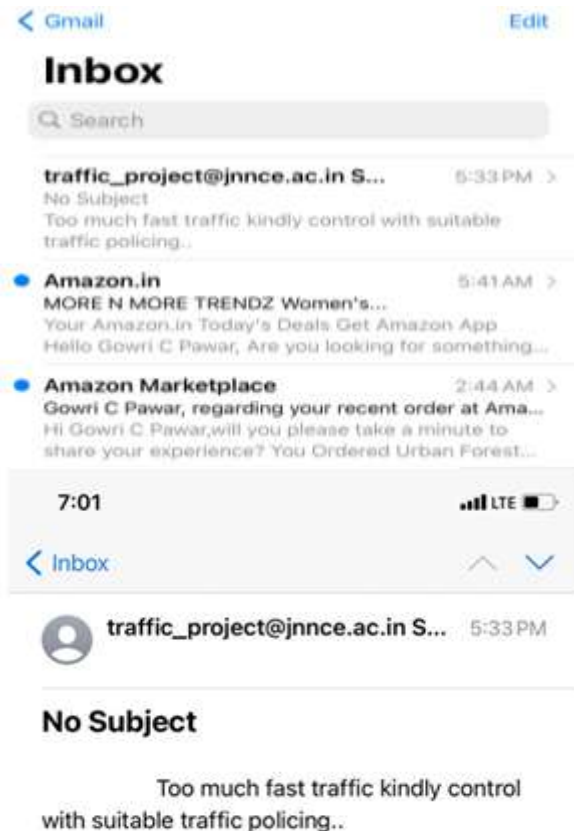 Gmail Edit
Inbox
Search
traffic_project@jnnce.ac.in S... 5:33 PM
No Subject
Too much fast traffic kindly control with suitable
traffic policing..
Amazon.in 5:41 AM
MORE N MORE TRENDZ Women's...
Your Amazon.in Today's Deals Get Amazon App
Hello Gowri C Pawar, Are you looking for something...
Amazon Marketplace 2:44 AM
Gowri C Pawar, regarding your recent order at Ama...
Hi Gowri C Pawar,will you please take a minute to
share your experience? You Ordered Urban Forest...
7:01 LTE
Inbox
traffic_project@jnnce.ac.in S... 5:33 PM
No Subject
Too much fast traffic kindly control
with suitable traffic policing..